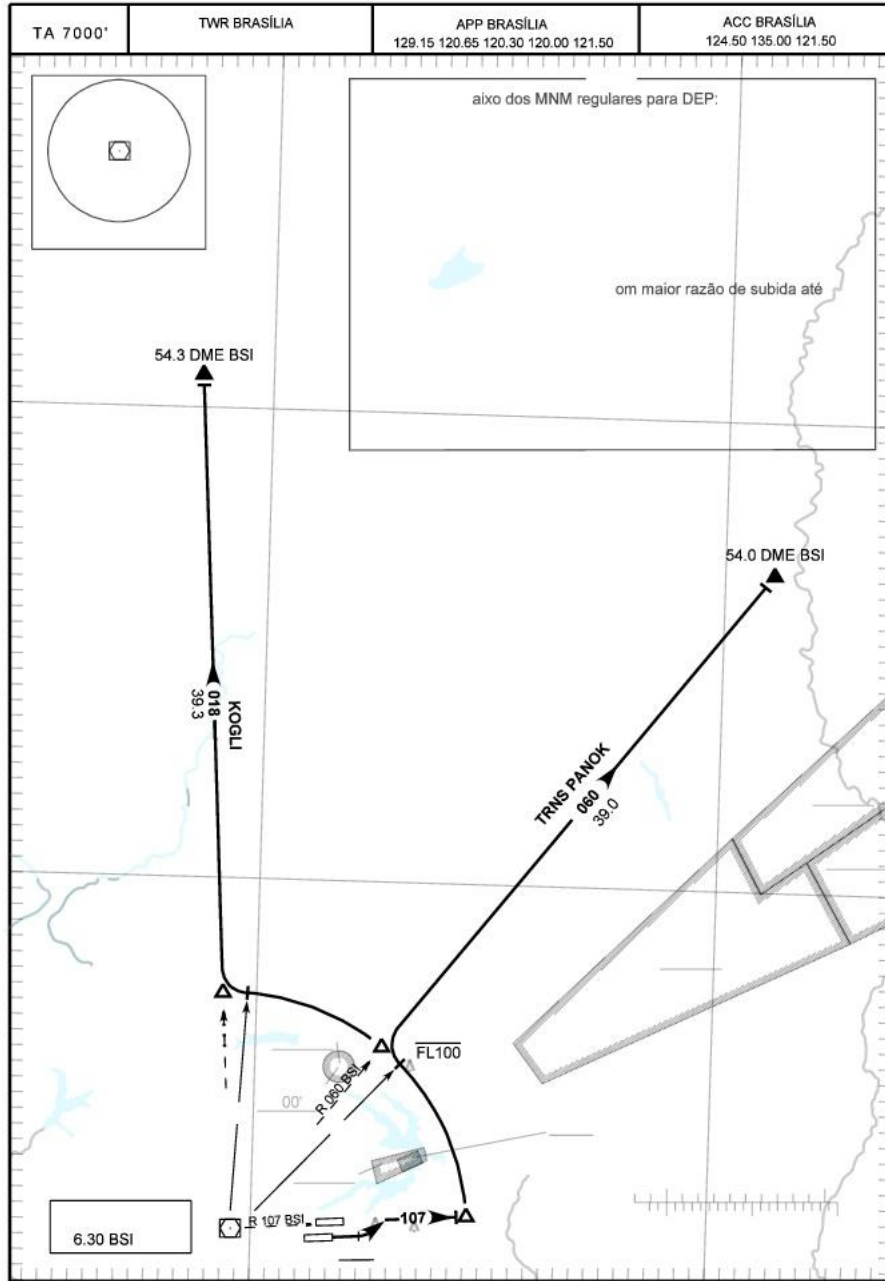 TA 7000'
TWR BRASÍLIA
APP BRASÍLIA
129.15 120.65 120.30 120.00 121.50
ACC BRASÍLIA
124.50 135.00 121.50
aixo dos MNM regulares para DEP:
om maior razão de subida até
54.3 DME BSI
54.0 DME BSI
KOGLI
018
39.3
TRNS PANOK
060
39.0
FL100
R 060 BSI
00'
R 107 BSI
107
6.30 BSI